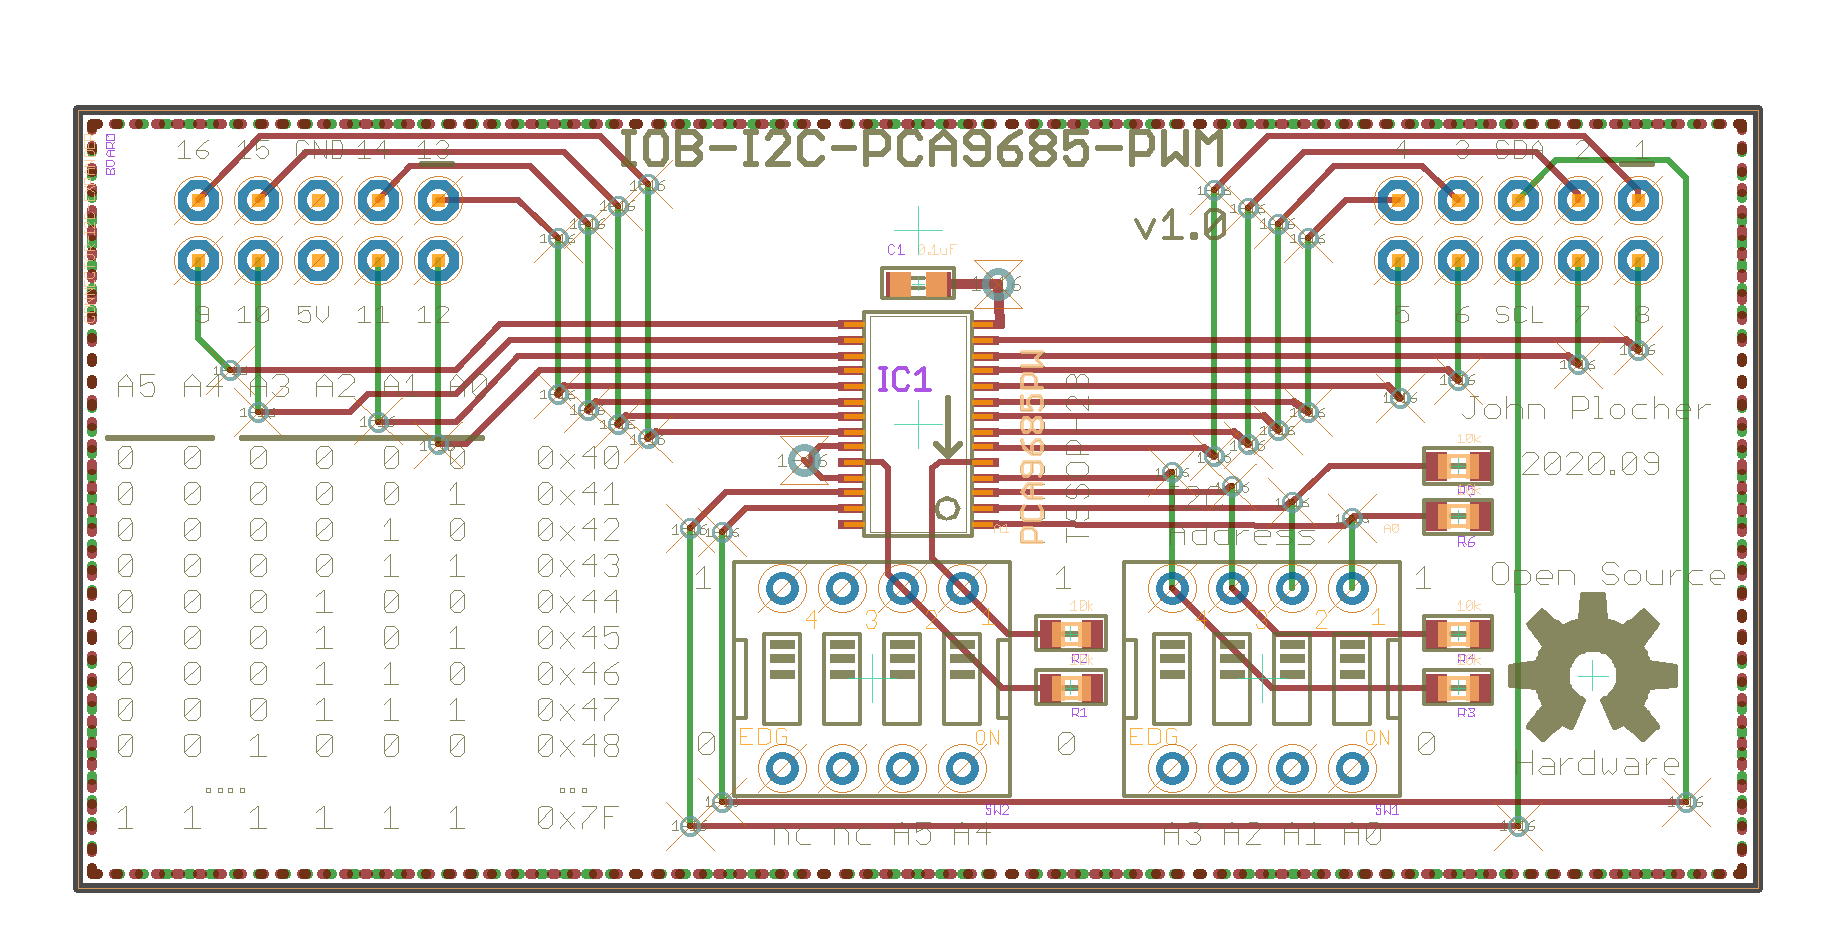 IOB-I2C-PCA9685-PWM
v1.0
BOARD
16 15 GND 14 13
9 10 5V 11 12
4 3 SDA 2 1
5 6 SCL 7 8
C1 0.1uF
IC1
PCA9685PW
TSSOP-28
A5 A4 A3 A2 A1 A0
0 0 0 0 0 0 0x40
0 0 0 0 0 1 0x41
0 0 0 0 1 0 0x42
0 0 0 0 1 1 0x43
0 0 0 1 0 0 0x44
0 0 0 1 0 1 0x45
0 0 0 1 1 0 0x46
0 0 0 1 1 1 0x47
0 0 1 0 0 0 0x48
.... ...
1 1 1 1 1 1 0x7F
John Plocher
2020.09
I2C
Address
10k
R5
R6
A0
Open Source
Hardware
1 1 1
4 3 2 1
4 3 2 1
10k
R2
R1
10k
R4
R3
0 EDG ON 0 EDG ON 0
SW2
SW1
nc nc A5 A4
A3 A2 A1 A0